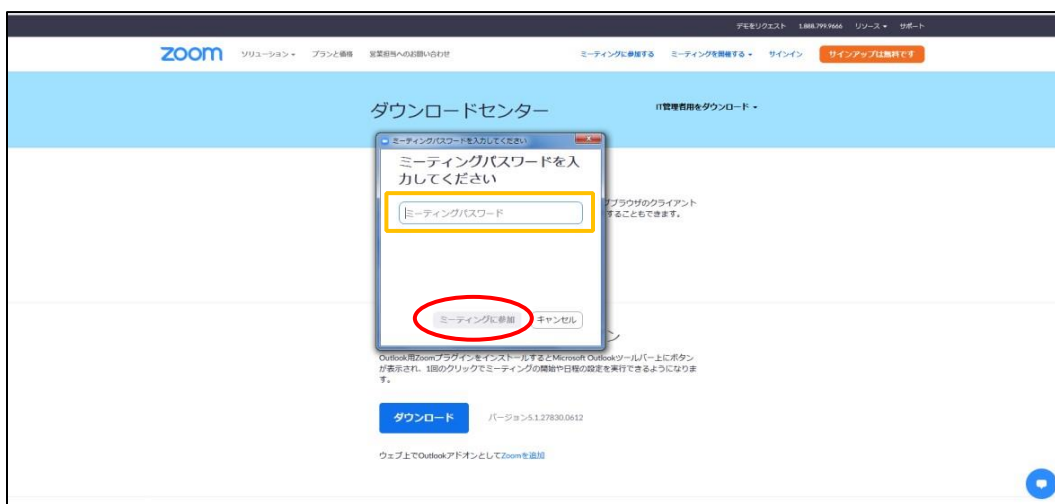 デモをリクエスト 1.888.799.9666 リソース サポート
zoom ソリューション プランと価格 営業担当へのお問い合わせ ミーティングに参加する ミーティングを開催する サインイン サインアップは無料です
ダウンロードセンター IT管理者用をダウンロード
ミーティングパスワードを入力してください
ミーティングパスワードを入
力してください
ミーティングパスワード
ブラウザのクライアント
することもできます。
ミーティングに参加 キャンセル
ン
Outlook用ZoomプラグインをインストールするとMicrosoft Outlookツールバー上にボタン
が表示され、1回のクリックでミーティングの開始や日程の設定を実行できるようになりま
す。
ダウンロード バージョン5.1.27830.0612
ウェブ上でOutlookアドオンとしてZoomを追加